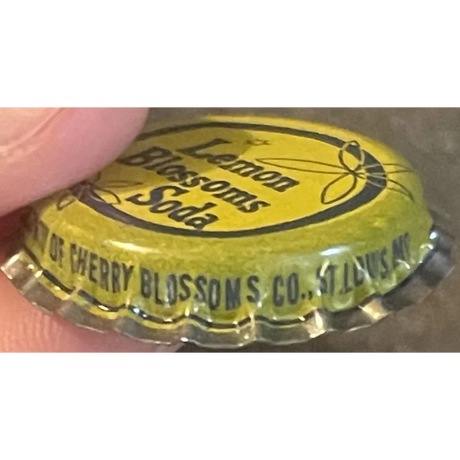 Lemon
Blossoms
Soda
OF CHERRY BLOSSOMS CO., ST. LOUIS, MO